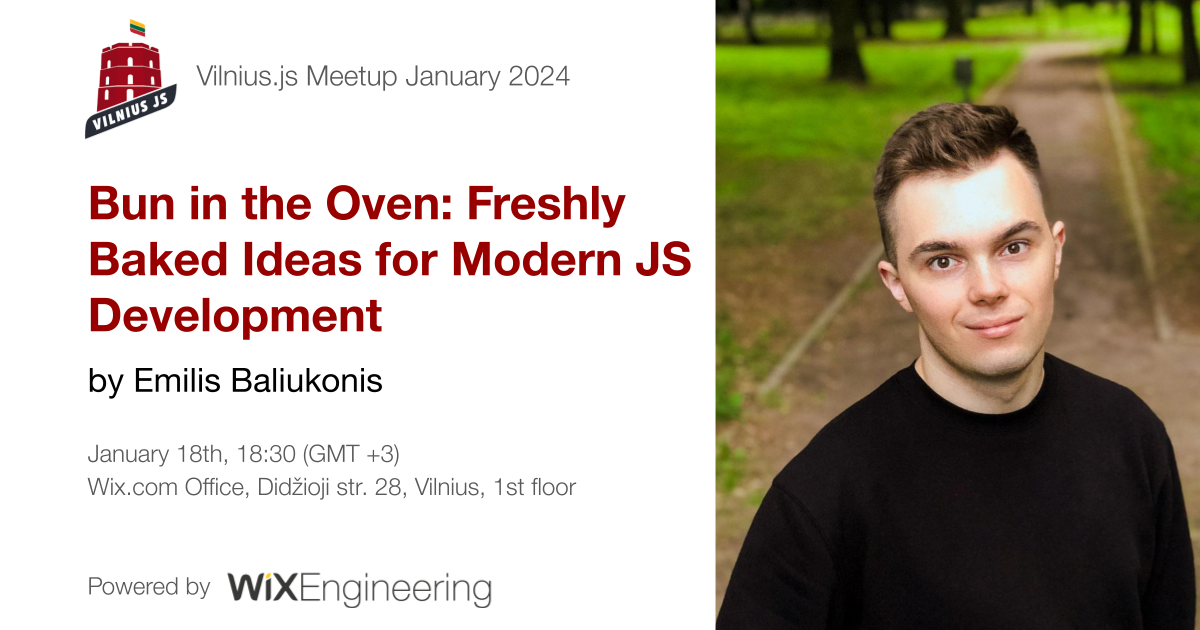 VILNIUS JS
Vilnius.js Meetup January 2024
Bun in the Oven: Freshly
Baked Ideas for Modern JS
Development
by Emilis Baliukonis
January 18th, 18:30 (GMT +3)
Wix.com Office, Didžioji str. 28, Vilnius, 1st floor
Powered by WiXEngineering